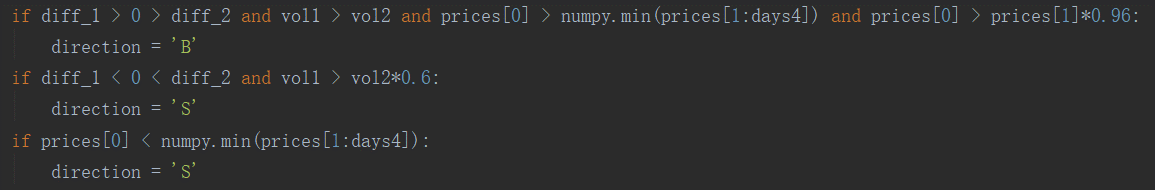 if diff_1 > 0 > diff_2 and vol1 > vol2 and prices[0] > numpy.min(prices[1:days4]) and prices[0] > prices[1]*0.96:
    direction = 'B'
if diff_1 < 0 < diff_2 and vol1 > vol2*0.6:
    direction = 'S'
if prices[0] < numpy.min(prices[1:days4]):
    direction = 'S'